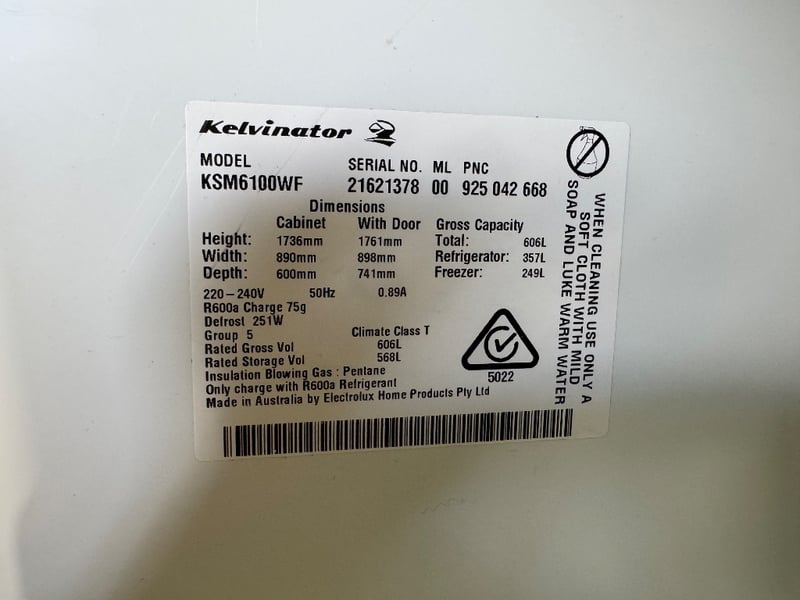 Kelvinator
MODEL SERIAL NO. ML PNC
KSM6100WF 21621378 00 925 042 668
Dimensions
Cabinet With Door Gross Capacity
Height: 1736mm 1761mm Total: 606L
Width: 890mm 898mm Refrigerator: 357L
Depth: 600mm 741mm Freezer: 249L
220-240V 50Hz 0.89A
R600a Charge 75g
Defrost 251W
Group 5 Climate Class T
Rated Gross Vol 606L
Rated Storage Vol 568L
Insulation Blowing Gas : Pentane
Only charge with R600a Refrigerant
Made in Australia by Electrolux Home Products Pty Ltd
5022
WHEN CLEANING USE ONLY A
SOFT CLOTH WITH MILD
SOAP AND LUKE WARM WATER